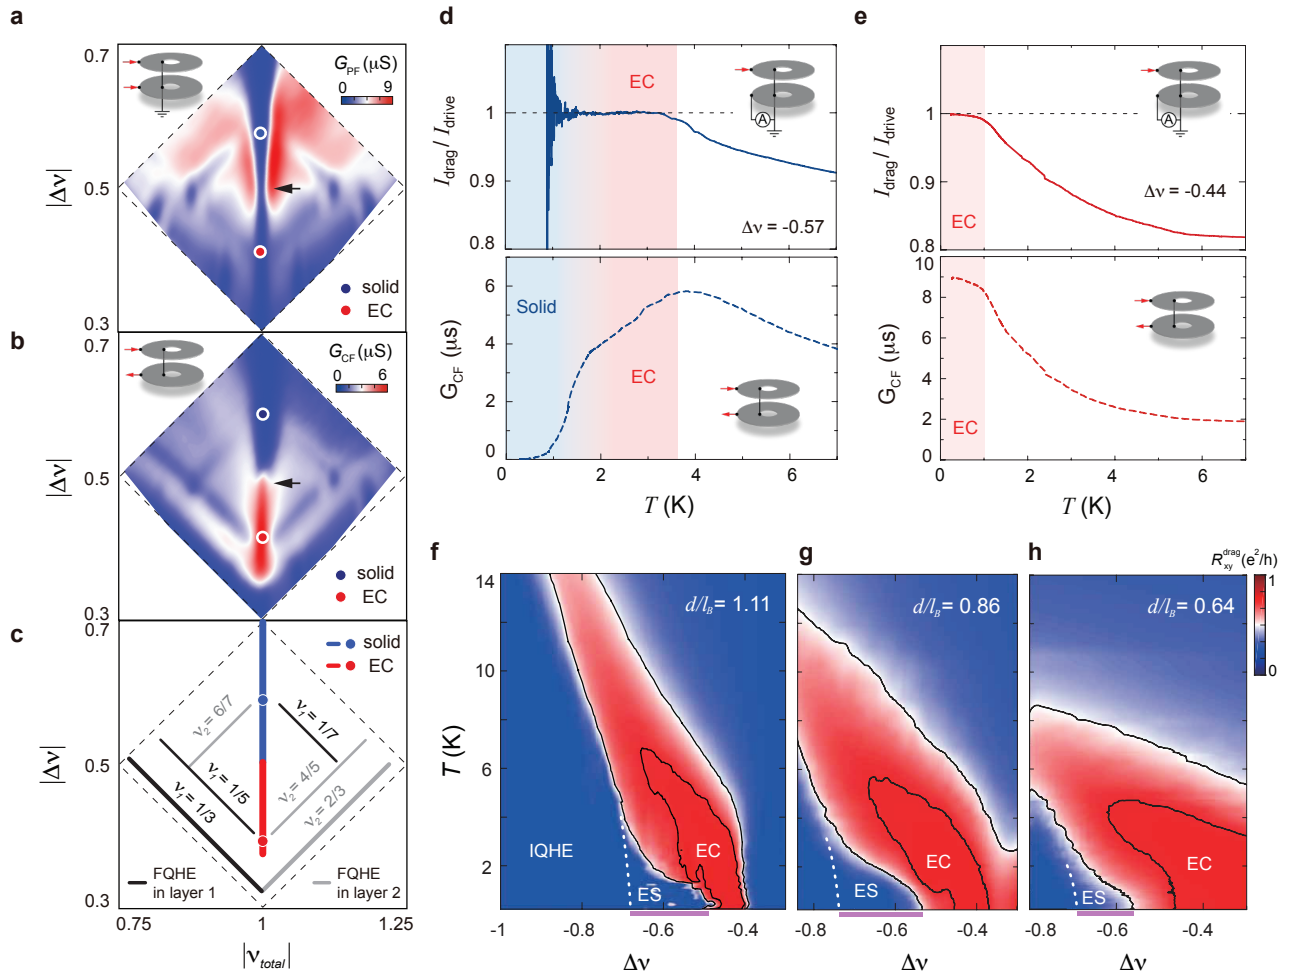 a
0.7
G_PF (μS)
0 9
|Δν|
0.5
solid
EC
0.3
b
0.7
G_CF (μS)
0 6
|Δν|
0.5
solid
EC
0.3
c
0.7
solid
EC
ν₂ = 6/7
ν₁ = 1/7
|Δν|
0.5
ν₁ = 1/5
ν₂ = 4/5
ν₁ = 1/3
ν₂ = 2/3
FQHE in layer 1
FQHE in layer 2
0.3
0.75 1 1.25
|ν_total|
d
EC
A
I_drag / I_drive
1
0.9
0.8
Δν = -0.57
G_CF (μs)
6
4
2
0
Solid
EC
0 2 4 6
T (K)
e
A
I_drag / I_drive
1
0.9
0.8
Δν = -0.44
EC
G_CF (μs)
10
8
6
4
2
0
EC
0 2 4 6
T (K)
f
14
10
6
2
T (K)
d/l_B = 1.11
IQHE
ES
EC
-1 -0.8 -0.6 -0.4
Δν
g
d/l_B = 0.86
ES
EC
-0.8 -0.6 -0.4
Δν
h
d/l_B = 0.64
ES
EC
-0.8 -0.6 -0.4
Δν
R_xy^drag (e²/h)
1
0